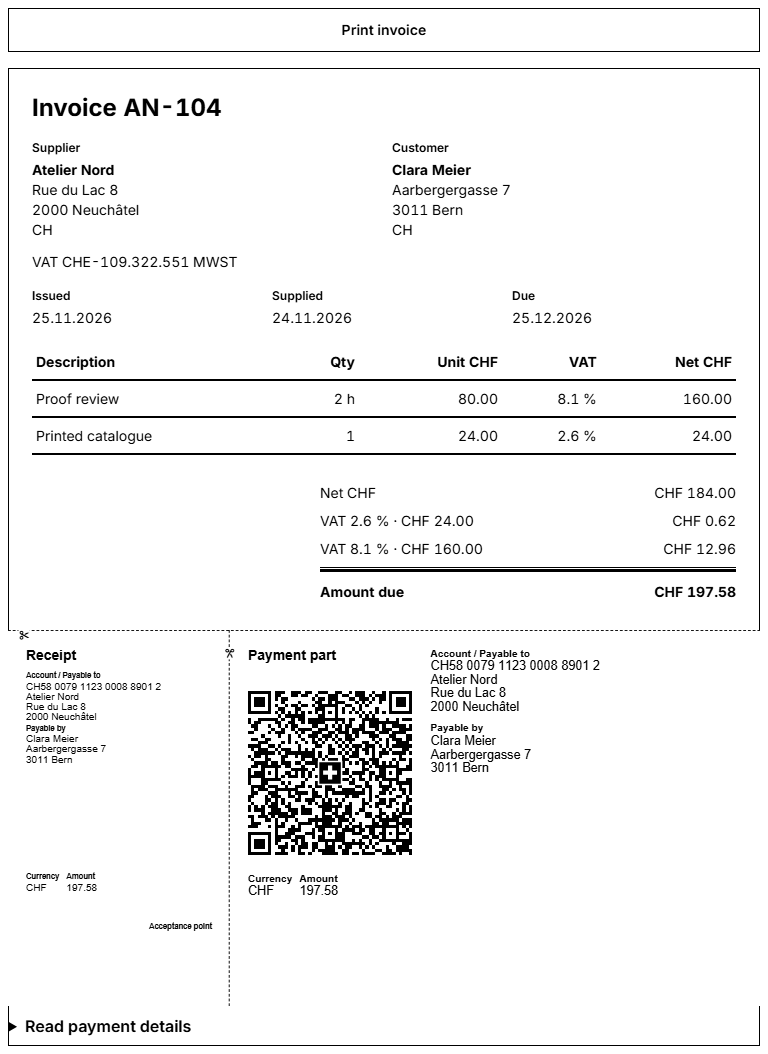 Print invoice
Invoice AN-104
Supplier
Atelier Nord
Rue du Lac 8
2000 Neuchâtel
CH
VAT CHE-109.322.551 MWST
Customer
Clara Meier
Aarbergergasse 7
3011 Bern
CH
Issued Supplied Due
25.11.2026 24.11.2026 25.12.2026
Description Qty Unit CHF VAT Net CHF
Proof review 2 h 80.00 8.1 % 160.00
Printed catalogue 1 24.00 2.6 % 24.00
Net CHF CHF 184.00
VAT 2.6 % · CHF 24.00 CHF 0.62
VAT 8.1 % · CHF 160.00 CHF 12.96
Amount due CHF 197.58
Receipt
Account / Payable to
CH58 0079 1123 0008 8901 2
Atelier Nord
Rue du Lac 8
2000 Neuchâtel
Payable by
Clara Meier
Aarbergergasse 7
3011 Bern
Currency Amount
CHF 197.58
Acceptance point
Payment part
Currency Amount
CHF 197.58
Account / Payable to
CH58 0079 1123 0008 8901 2
Atelier Nord
Rue du Lac 8
2000 Neuchâtel
Payable by
Clara Meier
Aarbergergasse 7
3011 Bern
Read payment details